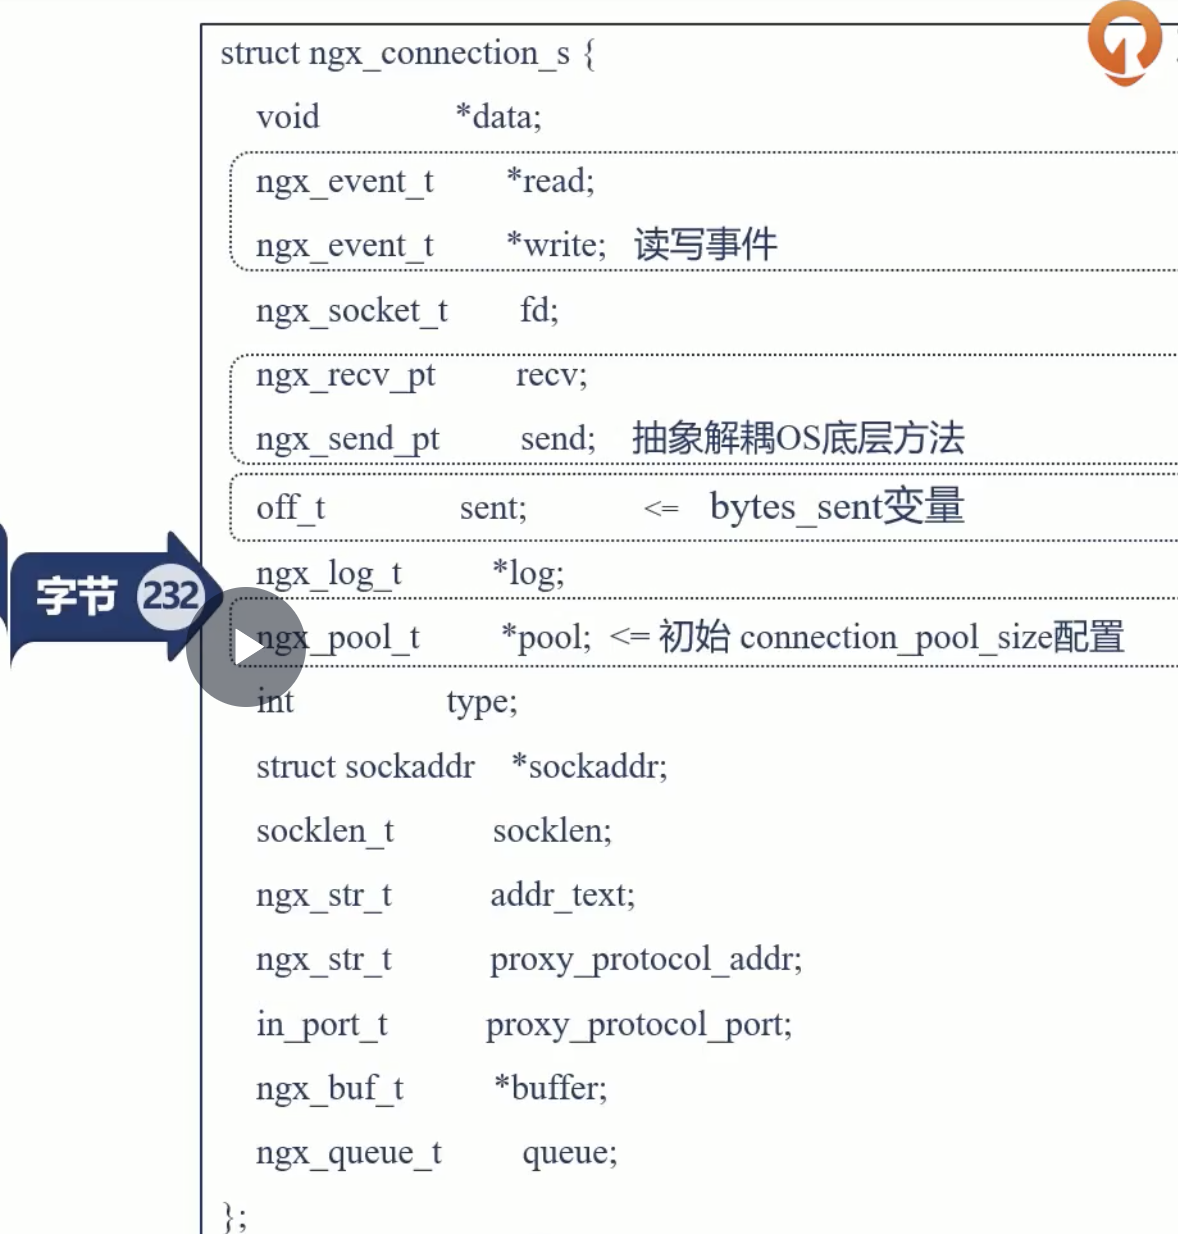 struct ngx_connection_s {
void *data;
ngx_event_t *read;
ngx_event_t *write; 读写事件
ngx_socket_t fd;
ngx_recv_pt recv;
ngx_send_pt send; 抽象解耦OS底层方法
off_t sent; <= bytes_sent变量
ngx_log_t *log;
字节 232
ngx_pool_t *pool; <= 初始 connection_pool_size配置
int type;
struct sockaddr *sockaddr;
socklen_t socklen;
ngx_str_t addr_text;
ngx_str_t proxy_protocol_addr;
in_port_t proxy_protocol_port;
ngx_buf_t *buffer;
ngx_queue_t queue;
};